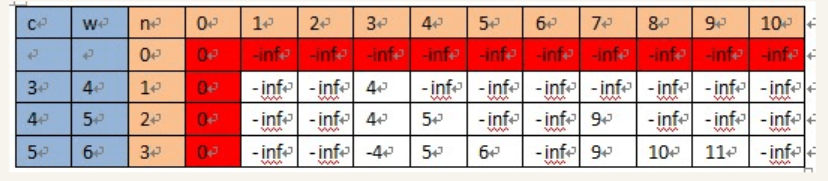 c w n 0 1 2 3 4 5 6 7 8 9 10
0 0 -inf -inf -inf -inf -inf -inf -inf -inf -inf -inf
3 4 1 0 -inf -inf 4 -inf -inf -inf -inf -inf -inf -inf
4 5 2 0 -inf -inf 4 5 -inf -inf 9 -inf -inf -inf
5 6 3 0 -inf -inf -4 5 6 -inf 9 10 11 -inf